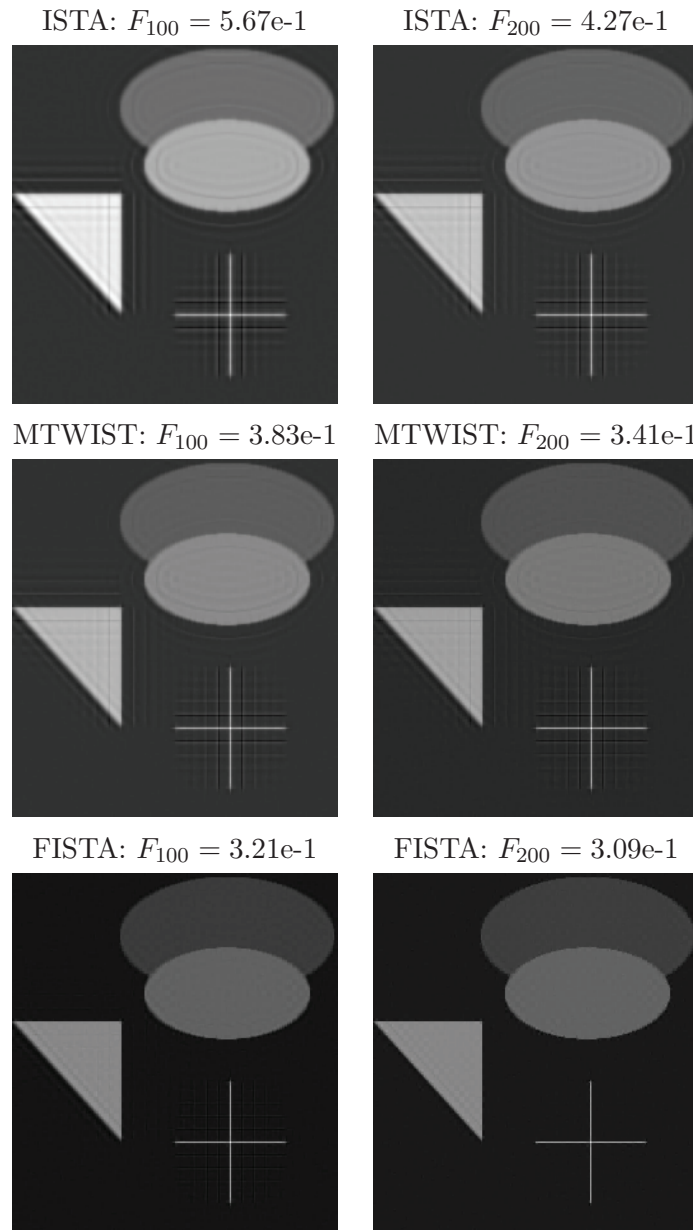 ISTA: F₁₀₀ = 5.67e-1
ISTA: F₂₀₀ = 4.27e-1
MTWIST: F₁₀₀ = 3.83e-1
MTWIST: F₂₀₀ = 3.41e-1
FISTA: F₁₀₀ = 3.21e-1
FISTA: F₂₀₀ = 3.09e-1